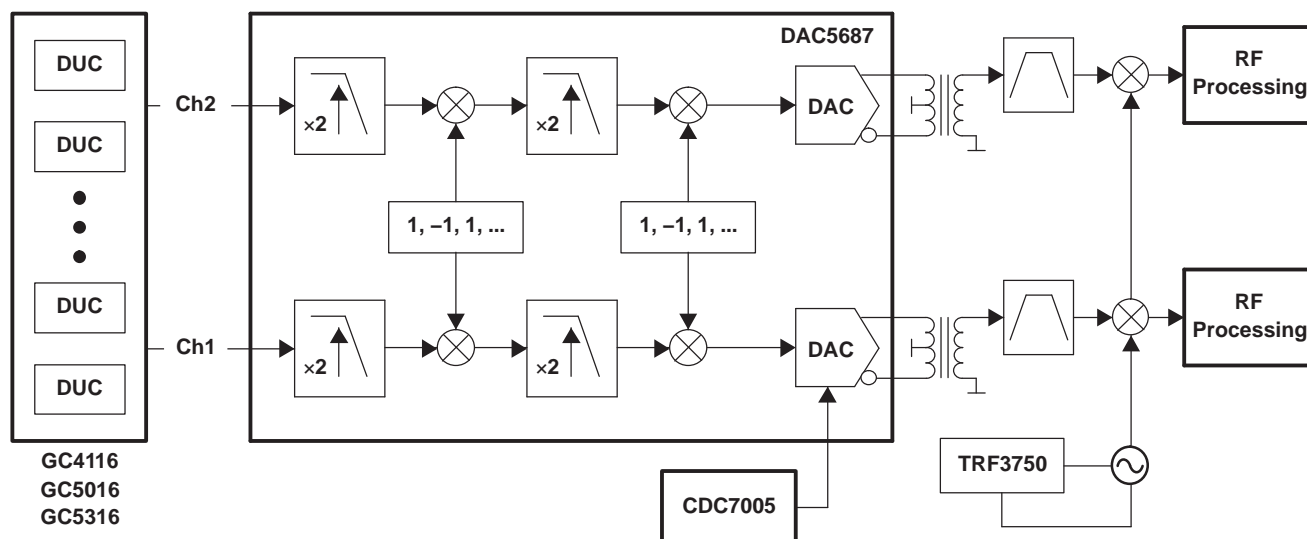 DAC5687
DUC
DUC
DUC
DUC
Ch2
×2
×2
DAC
RF
Processing
1, –1, 1, ...
1, –1, 1, ...
Ch1
×2
×2
DAC
RF
Processing
GC4116
GC5016
GC5316
CDC7005
TRF3750